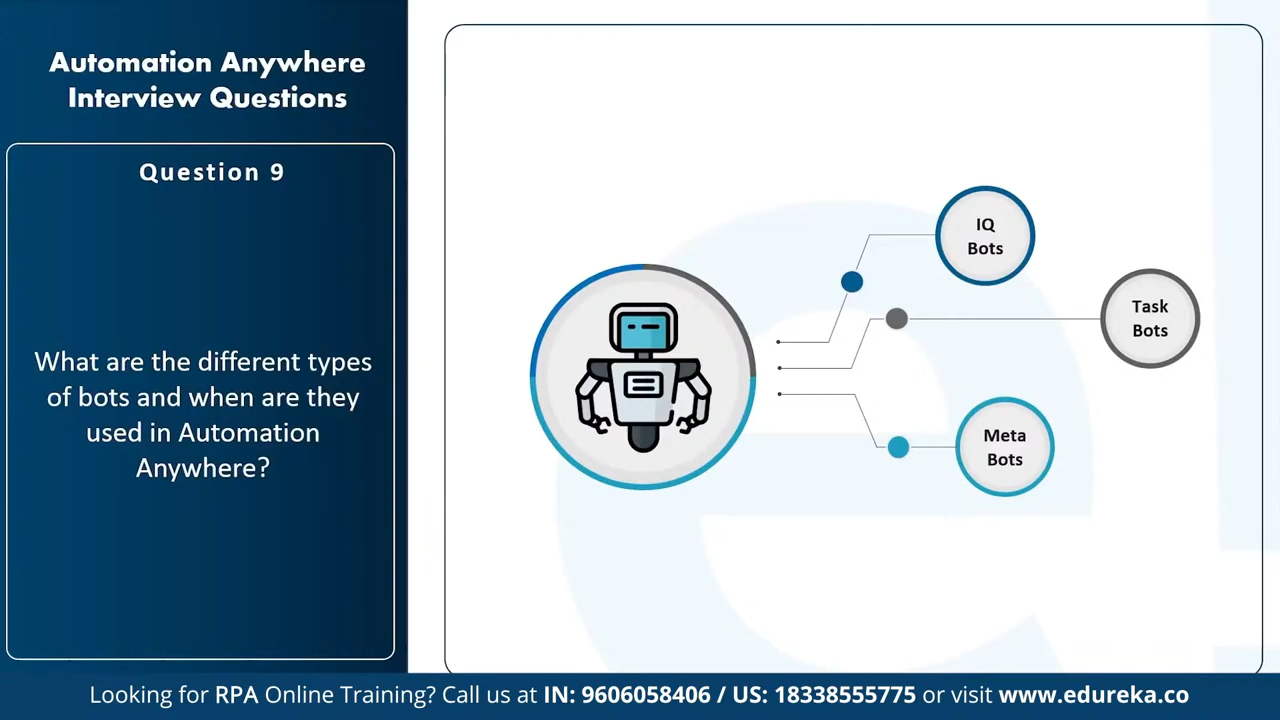 Automation Anywhere
Interview Questions
Question 9
What are the different types
of bots and when are they
used in Automation
Anywhere?
IQ
Bots
Task
Bots
Meta
Bots
Looking for RPA Online Training? Call us at IN: 9606058406 / US: 18338555775 or visit www.edureka.co